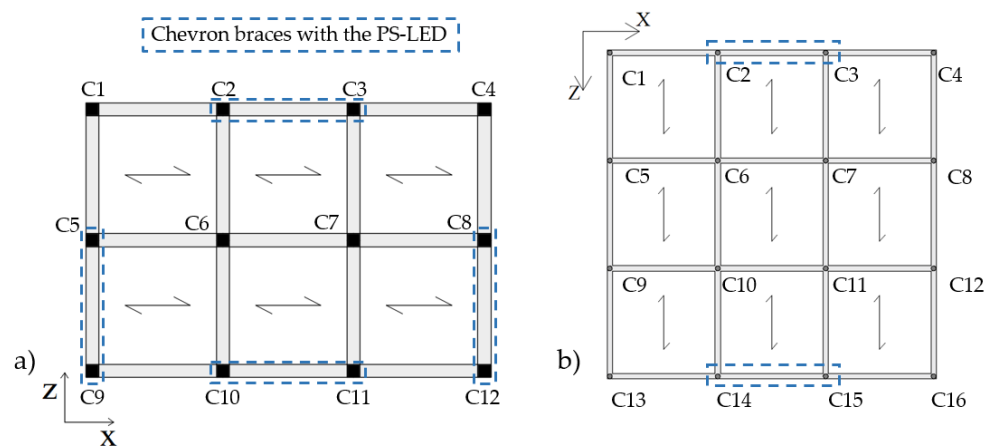 Chevron braces with the PS-LED
C1 C2 C3 C4
C5 C6 C7 C8
a)
Z
C9 C10 C11 C12
X
X
Z
C1 C2 C3 C4
C5 C6 C7 C8
C9 C10 C11 C12
b)
C13 C14 C15 C16